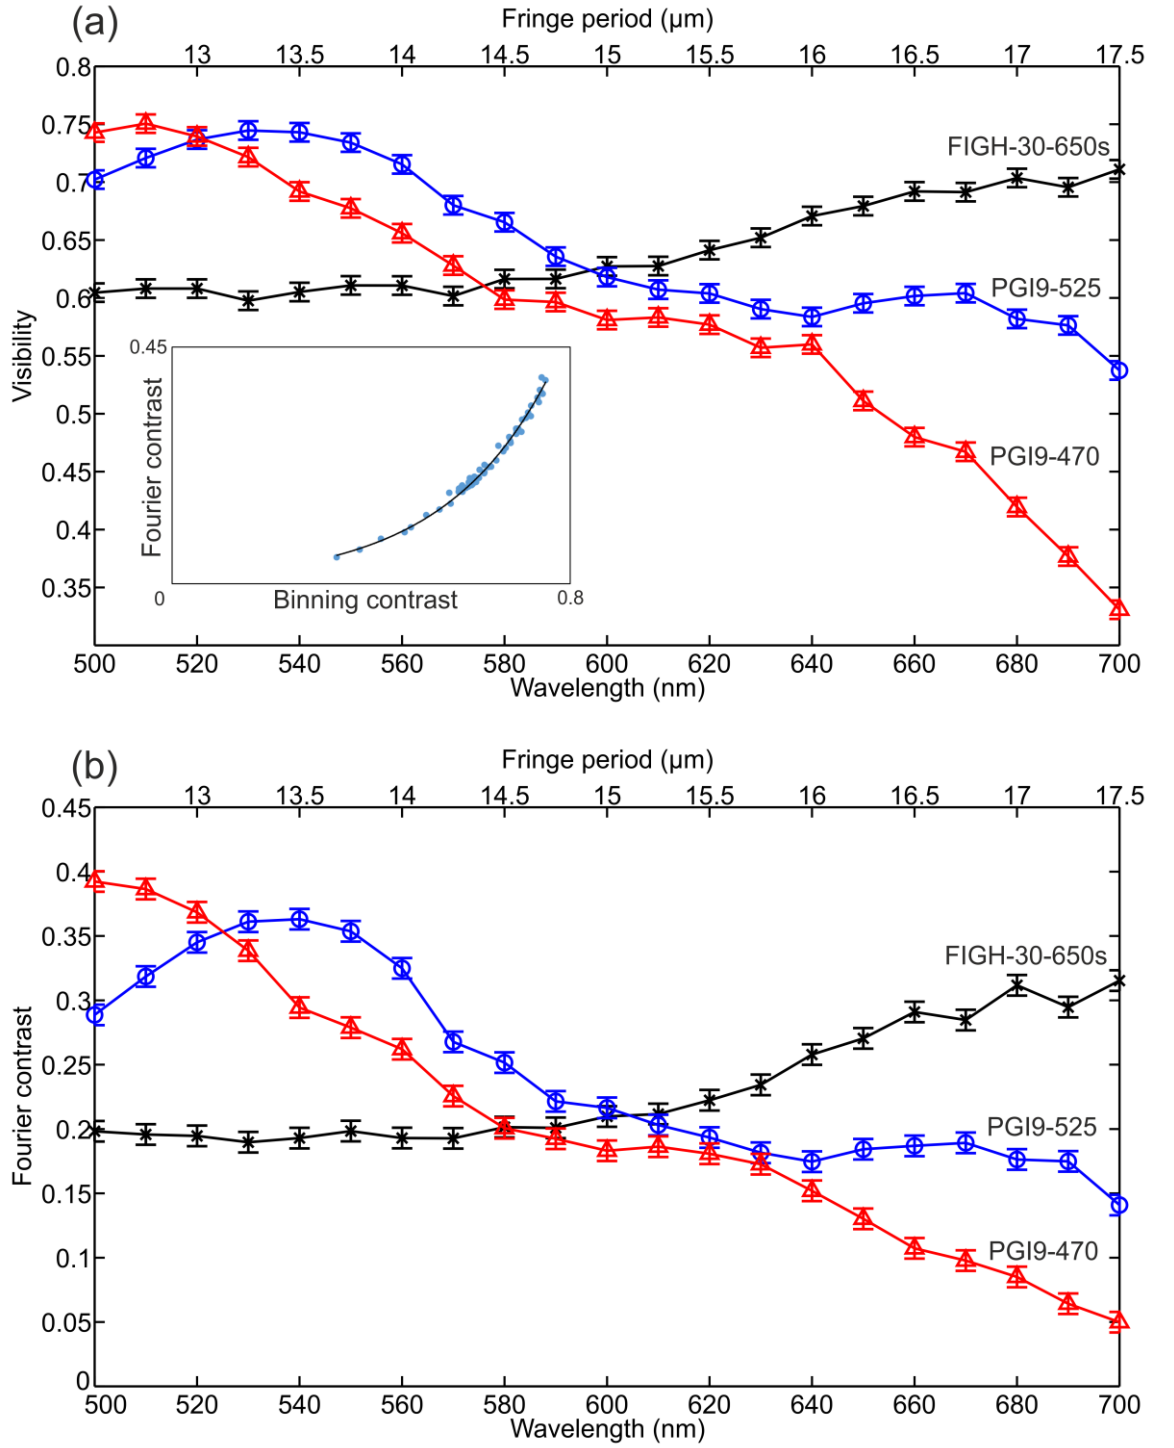 (a)
Fringe period (μm)
13 13.5 14 14.5 15 15.5 16 16.5 17 17.5
0.8
0.75
0.7
0.65
0.6
0.55
0.5
0.45
0.4
0.35
Visibility
FIGH-30-650s
PGI9-525
PGI9-470
0.45
Fourier contrast
0 Binning contrast 0.8
500 520 540 560 580 600 620 640 660 680 700
Wavelength (nm)
(b)
Fringe period (μm)
13 13.5 14 14.5 15 15.5 16 16.5 17 17.5
0.45
0.4
0.35
0.3
0.25
0.2
0.15
0.1
0.05
0
Fourier contrast
FIGH-30-650s
PGI9-525
PGI9-470
500 520 540 560 580 600 620 640 660 680 700
Wavelength (nm)